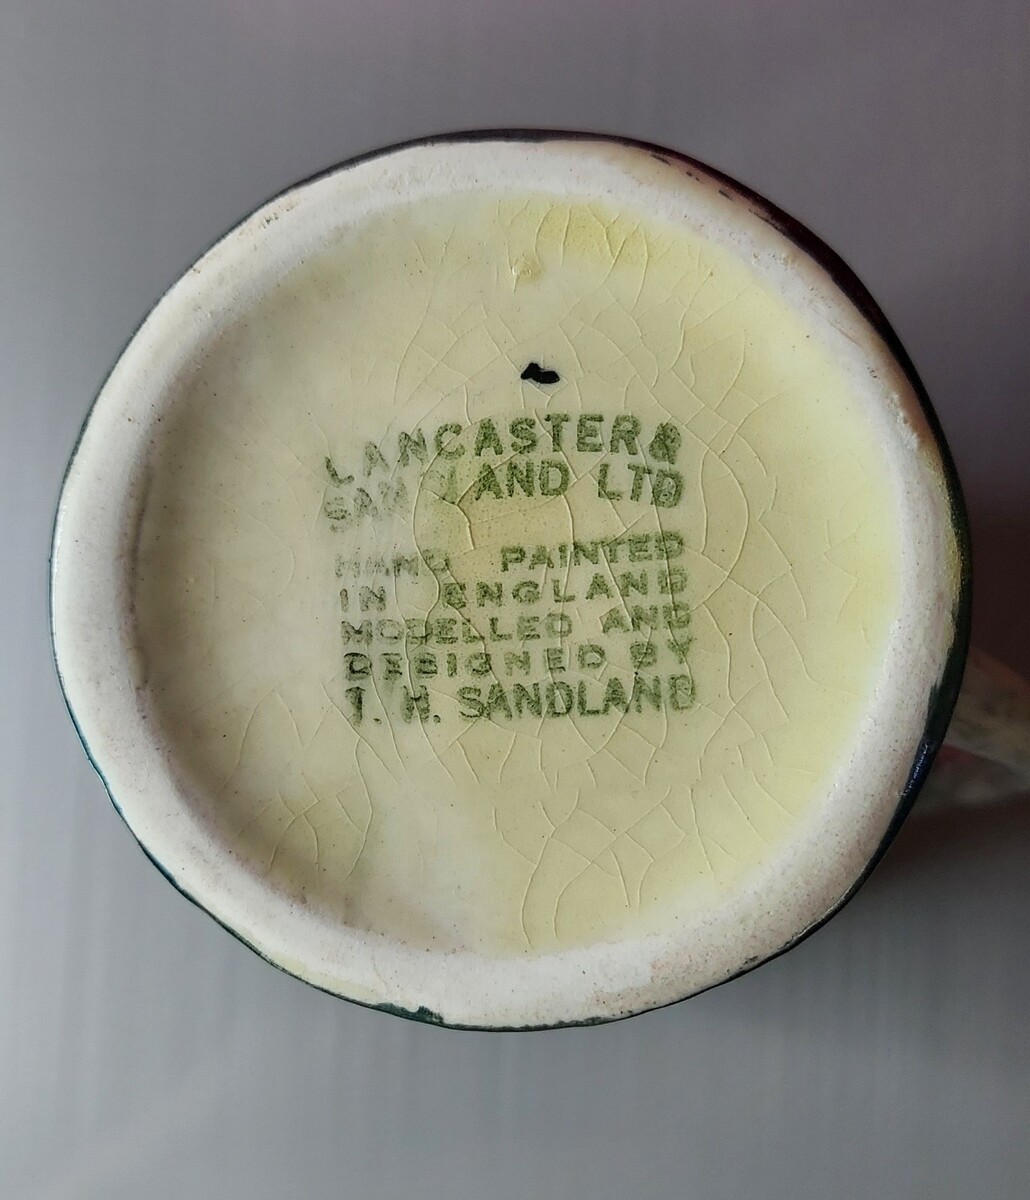 LANCASTER &
SANDLAND LTD
HAND PAINTED
IN ENGLAND
MODELLED AND
DESIGNED BY
T. H. SANDLAND